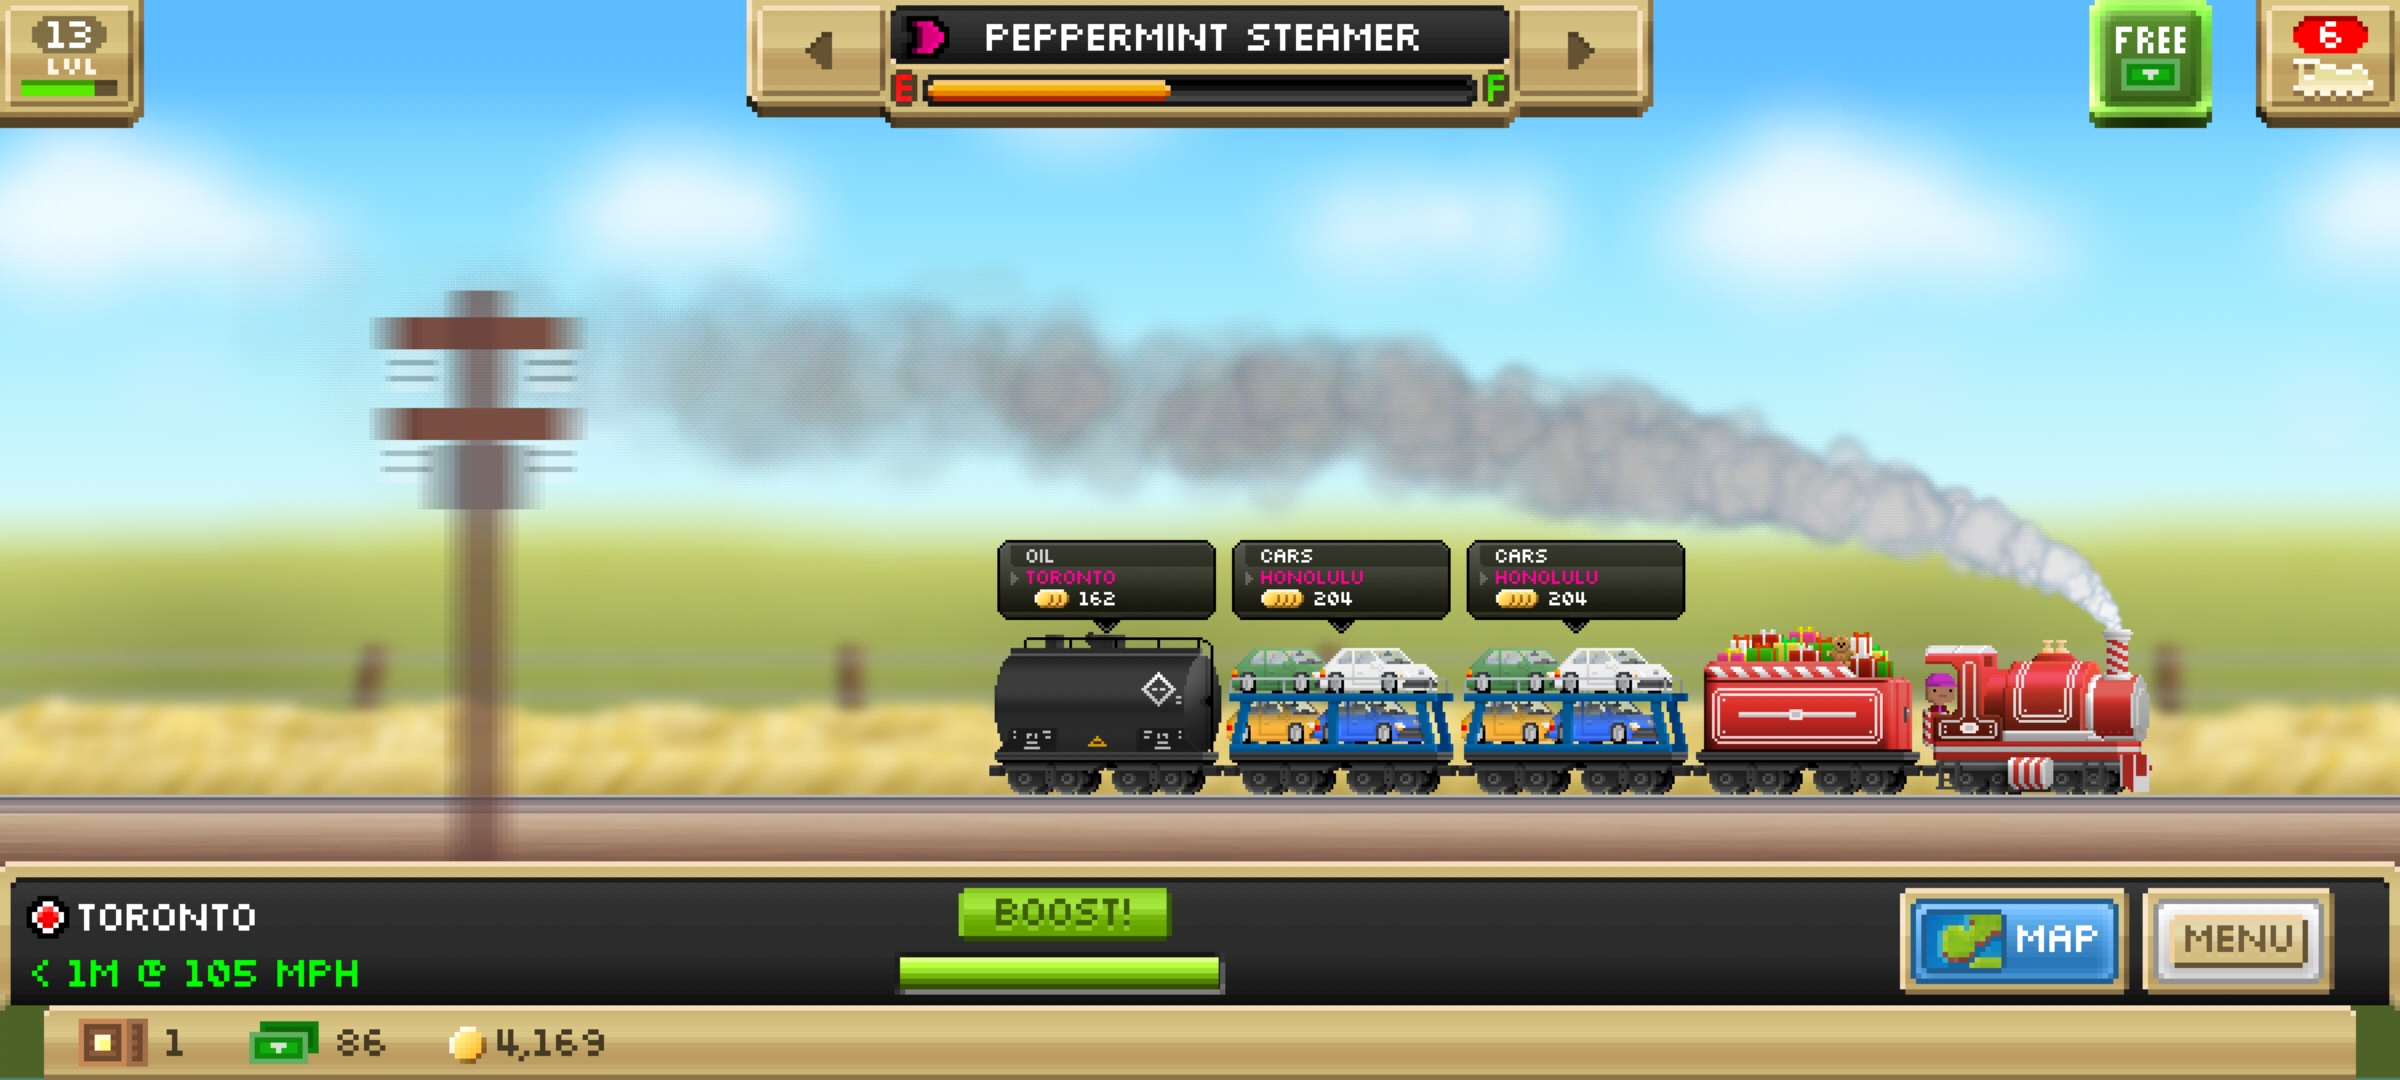 13
LVL
PEPPERMINT STEAMER
E F
FREE
6
OIL
TORONTO
162
CARS
HONOLULU
204
CARS
HONOLULU
204
TORONTO
< 1M @ 105 MPH
BOOST!
MAP
MENU
1
86
4,169